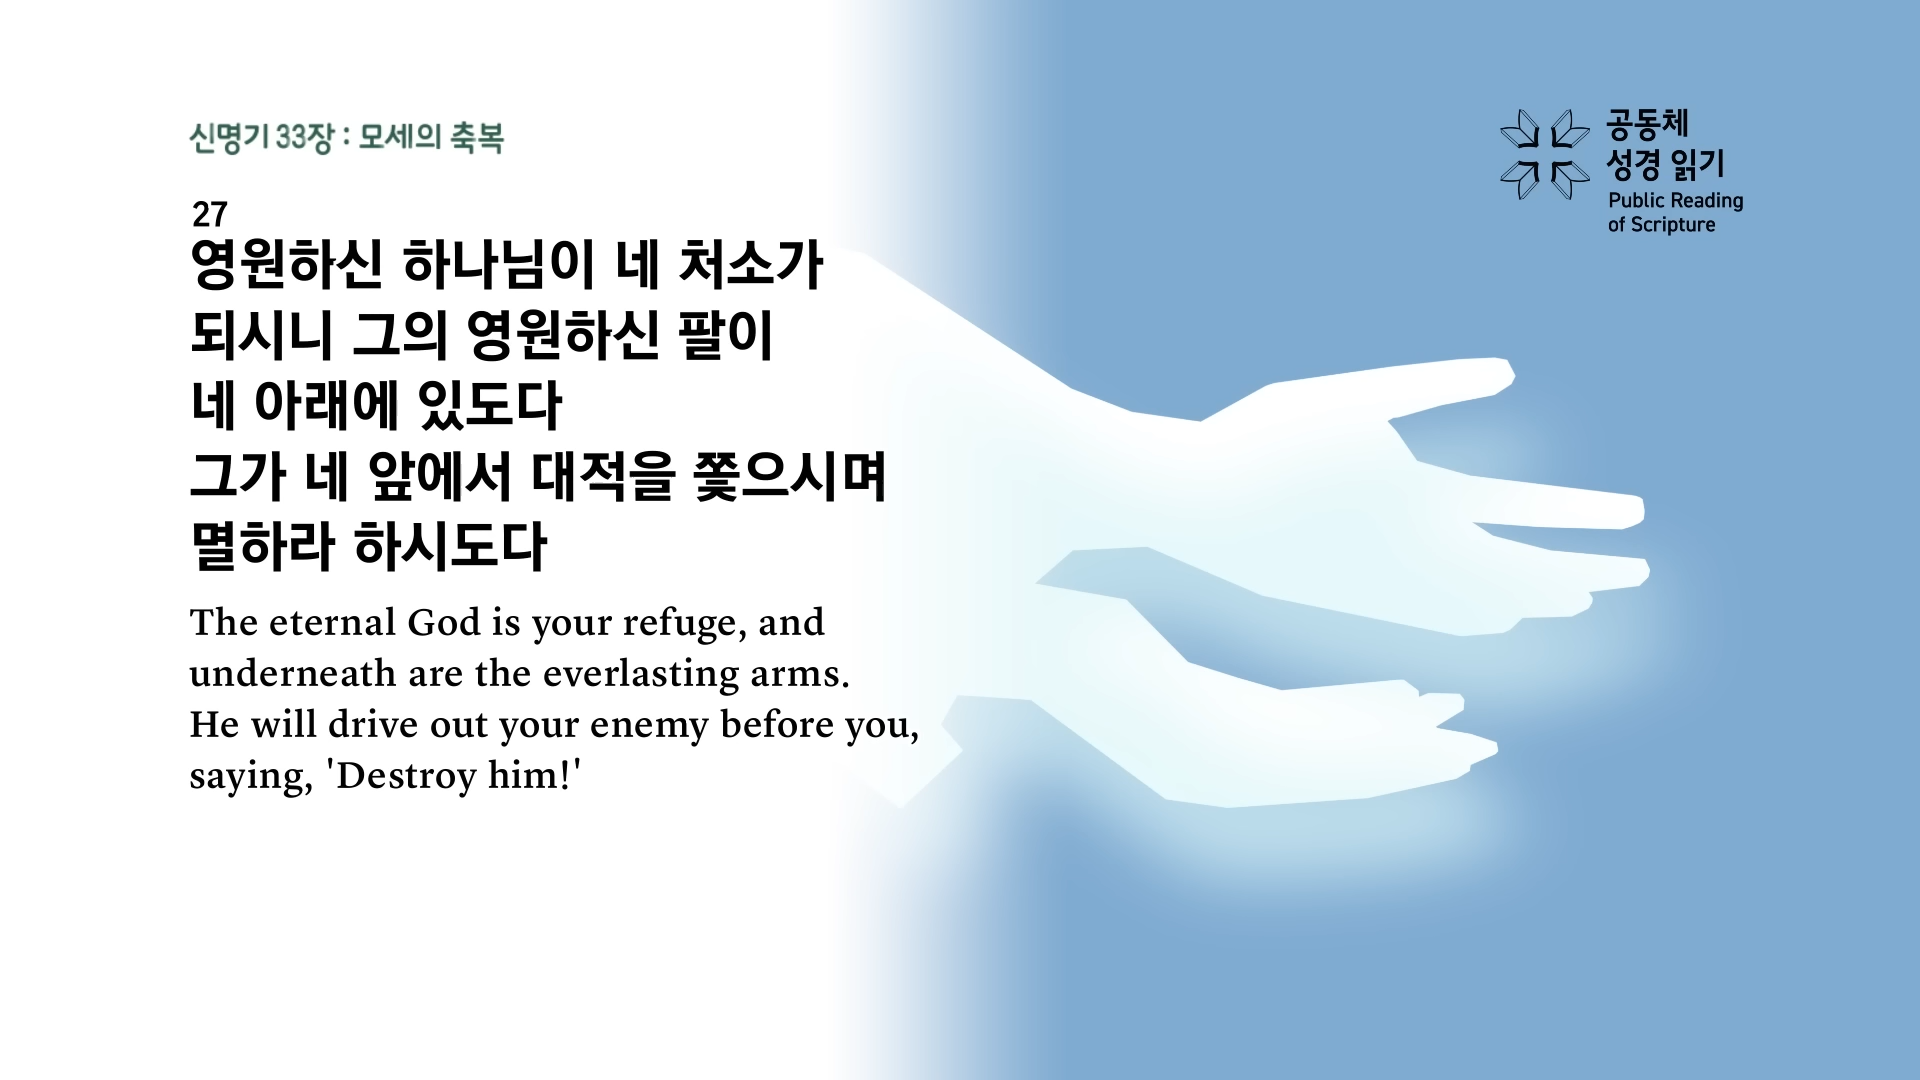 신명기 33장 : 모세의 축복
27
영원하신 하나님이 네 처소가
되시니 그의 영원하신 팔이
네 아래에 있도다
그가 네 앞에서 대적을 쫓으시며
멸하라 하시도다
The eternal God is your refuge, and
underneath are the everlasting arms.
He will drive out your enemy before you,
saying, 'Destroy him!'
공동체
성경 읽기
Public Reading
of Scripture